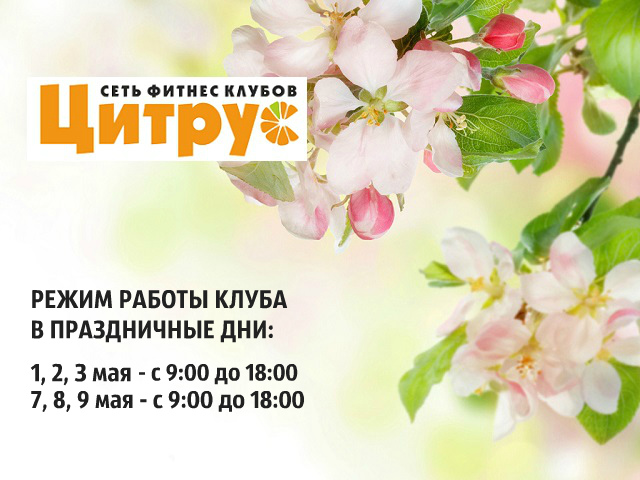 СЕТЬ ФИТНЕС КЛУБОВ
Цитрус
РЕЖИМ РАБОТЫ КЛУБА
В ПРАЗДНИЧНЫЕ ДНИ:
1, 2, 3 мая - с 9:00 до 18:00
7, 8, 9 мая - с 9:00 до 18:00